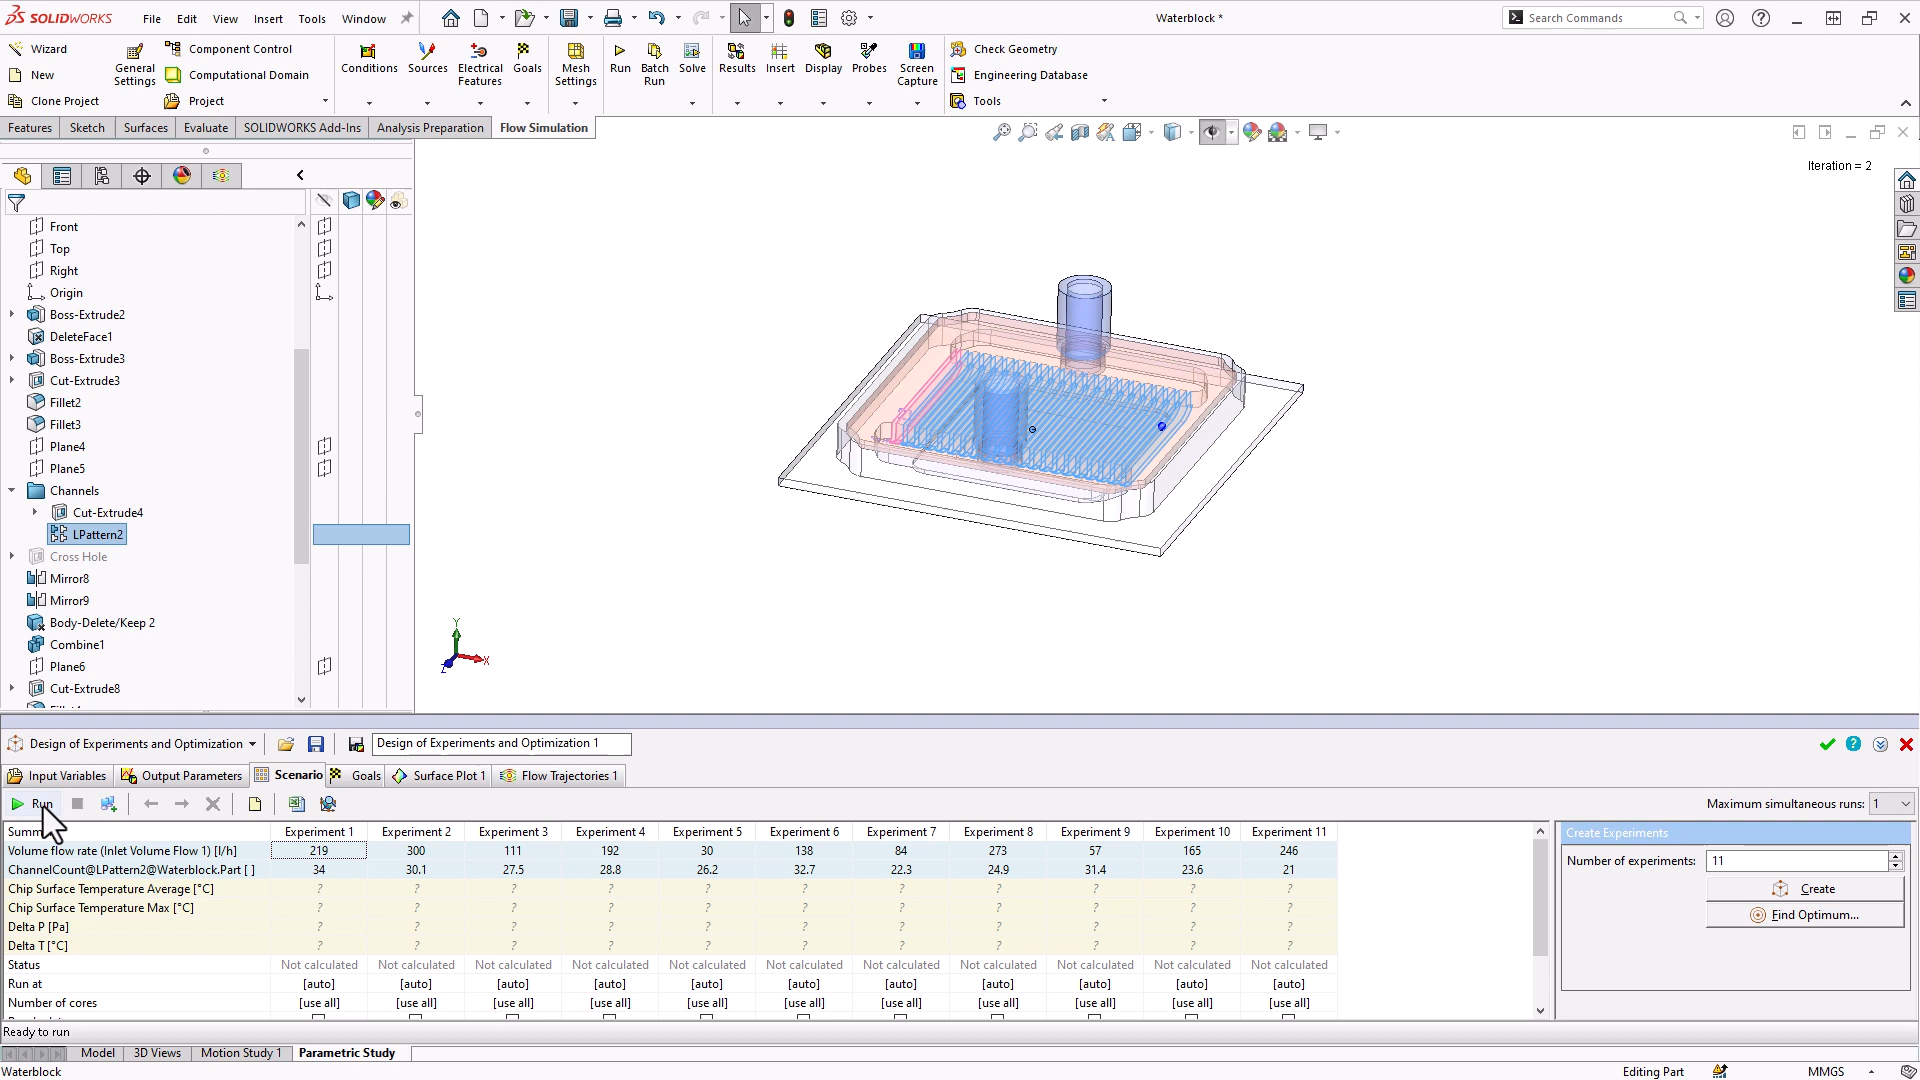 SOLIDWORKS
File Edit View Insert Tools Window
Waterblock *
Search Commands
Wizard
New
Clone Project
General Settings
Component Control
Computational Domain
Project
Conditions
Sources
Electrical Features
Goals
Mesh Settings
Run
Batch Run
Solve
Results
Insert
Display
Probes
Screen Capture
Check Geometry
Engineering Database
Tools
Features Sketch Surfaces Evaluate SOLIDWORKS Add-Ins Analysis Preparation Flow Simulation
Iteration = 2
Front
Top
Right
Origin
Boss-Extrude2
DeleteFace1
Boss-Extrude3
Cut-Extrude3
Fillet2
Fillet3
Plane4
Plane5
Channels
Cut-Extrude4
LPattern2
Cross Hole
Mirror8
Mirror9
Body-Delete/Keep 2
Combine1
Plane6
Cut-Extrude8
Y
X
Z
Design of Experiments and Optimization
Design of Experiments and Optimization 1
Input Variables Output Parameters Scenario Goals Surface Plot 1 Flow Trajectories 1
Run
Maximum simultaneous runs: 1
Experiment 1 Experiment 2 Experiment 3 Experiment 4 Experiment 5 Experiment 6 Experiment 7 Experiment 8 Experiment 9 Experiment 10 Experiment 11
Volume flow rate (Inlet Volume Flow 1) [l/h] 219 300 111 192 30 138 84 273 57 165 246
ChannelCount@LPattern2@Waterblock.Part [ ] 34 30.1 27.5 28.8 26.2 32.7 22.3 24.9 31.4 23.6 21
Chip Surface Temperature Average [°C] ? ? ? ? ? ? ? ? ? ? ?
Chip Surface Temperature Max [°C] ? ? ? ? ? ? ? ? ? ? ?
Delta P [Pa] ? ? ? ? ? ? ? ? ? ? ?
Delta T [°C] ? ? ? ? ? ? ? ? ? ? ?
Status Not calculated Not calculated Not calculated Not calculated Not calculated Not calculated Not calculated Not calculated Not calculated Not calculated Not calculated
Run at [auto] [auto] [auto] [auto] [auto] [auto] [auto] [auto] [auto] [auto] [auto]
Number of cores [use all] [use all] [use all] [use all] [use all] [use all] [use all] [use all] [use all] [use all] [use all]
Create Experiments
Number of experiments: 11
Create
Find Optimum...
Ready to run
Model 3D Views Motion Study 1 Parametric Study
Waterblock
Editing Part
MMGS